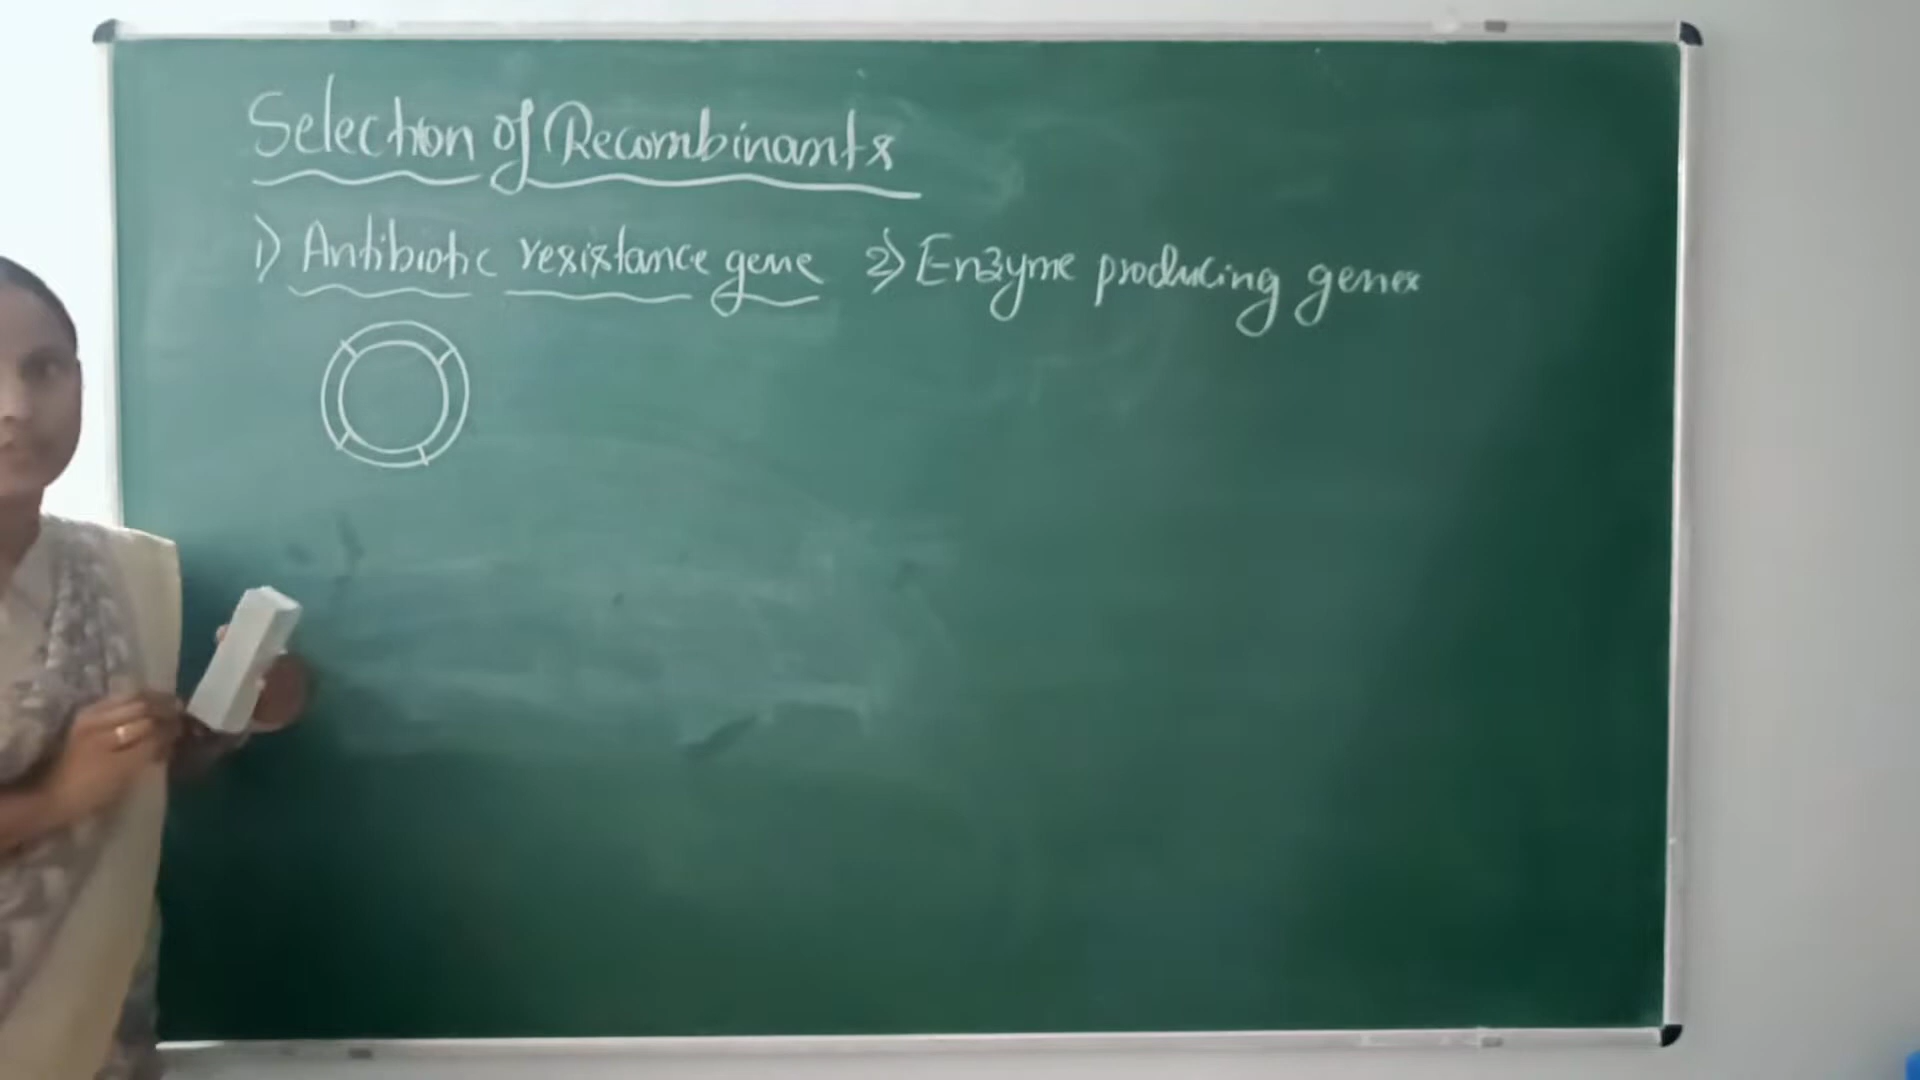 Selection of Recombinants
1) Antibiotic resistance gene 2) Enzyme producing genes